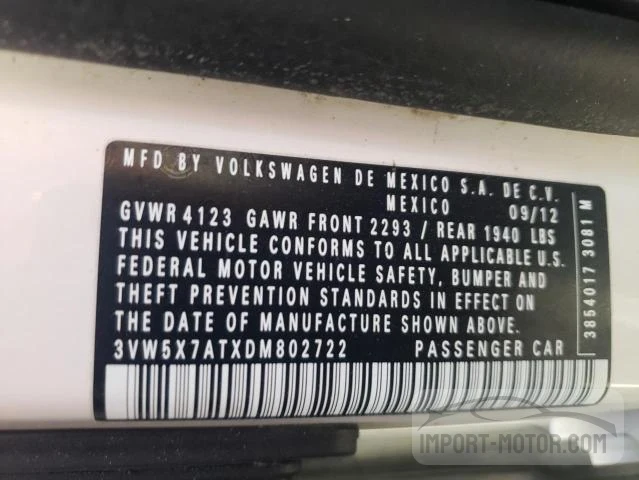 MFD BY VOLKSWAGEN DE MEXICO S.A. DE C.V.
MEXICO 09/12
GVWR 4123 GAWR FRONT 2293 / REAR 1940 LBS
THIS VEHICLE CONFORMS TO ALL APPLICABLE U.S.
FEDERAL MOTOR VEHICLE SAFETY, BUMPER AND
THEFT PREVENTION STANDARDS IN EFFECT ON
THE DATE OF MANUFACTURE SHOWN ABOVE.
3VW5X7ATXDM802722 PASSENGER CAR
3854017 3081 M
IMPORT-MOTOR.COM